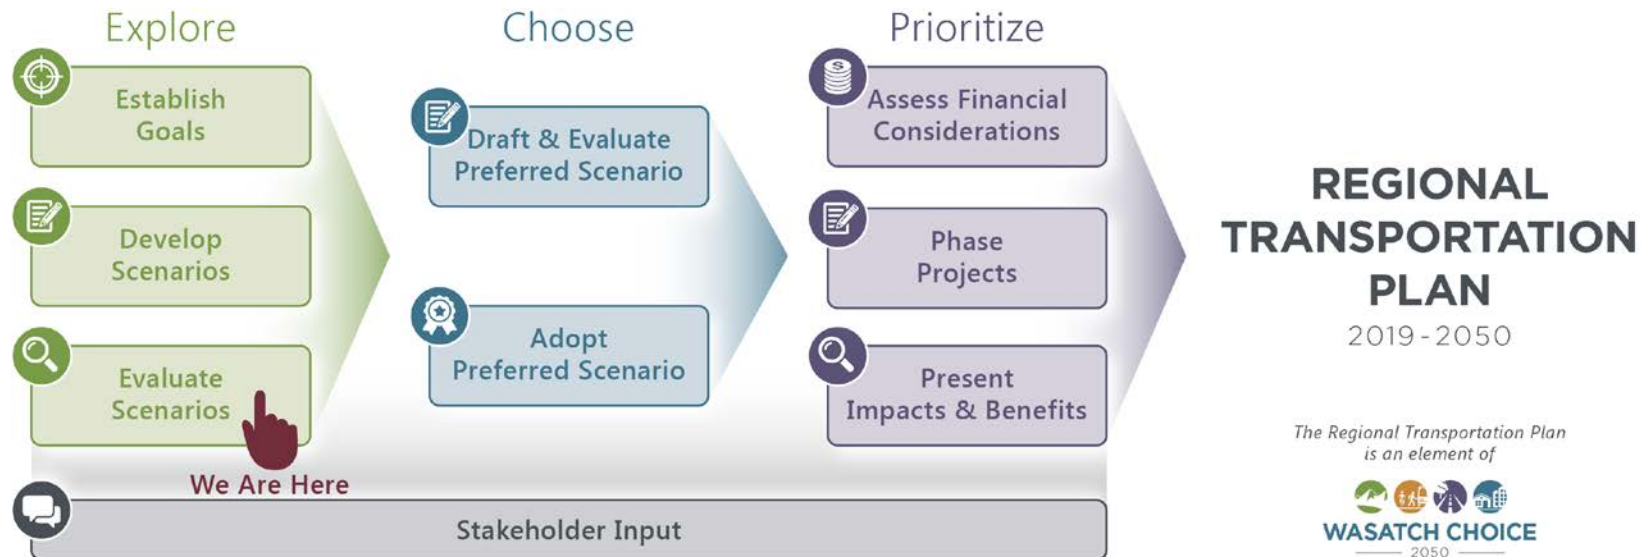 Explore
Establish
Goals
Develop
Scenarios
Evaluate
Scenarios
We Are Here
Choose
Draft & Evaluate
Preferred Scenario
Adopt
Preferred Scenario
Prioritize
$
Assess Financial
Considerations
Phase
Projects
Present
Impacts & Benefits
Stakeholder Input
REGIONAL
TRANSPORTATION
PLAN
2019-2050
The Regional Transportation Plan
is an element of
WASATCH CHOICE
2050